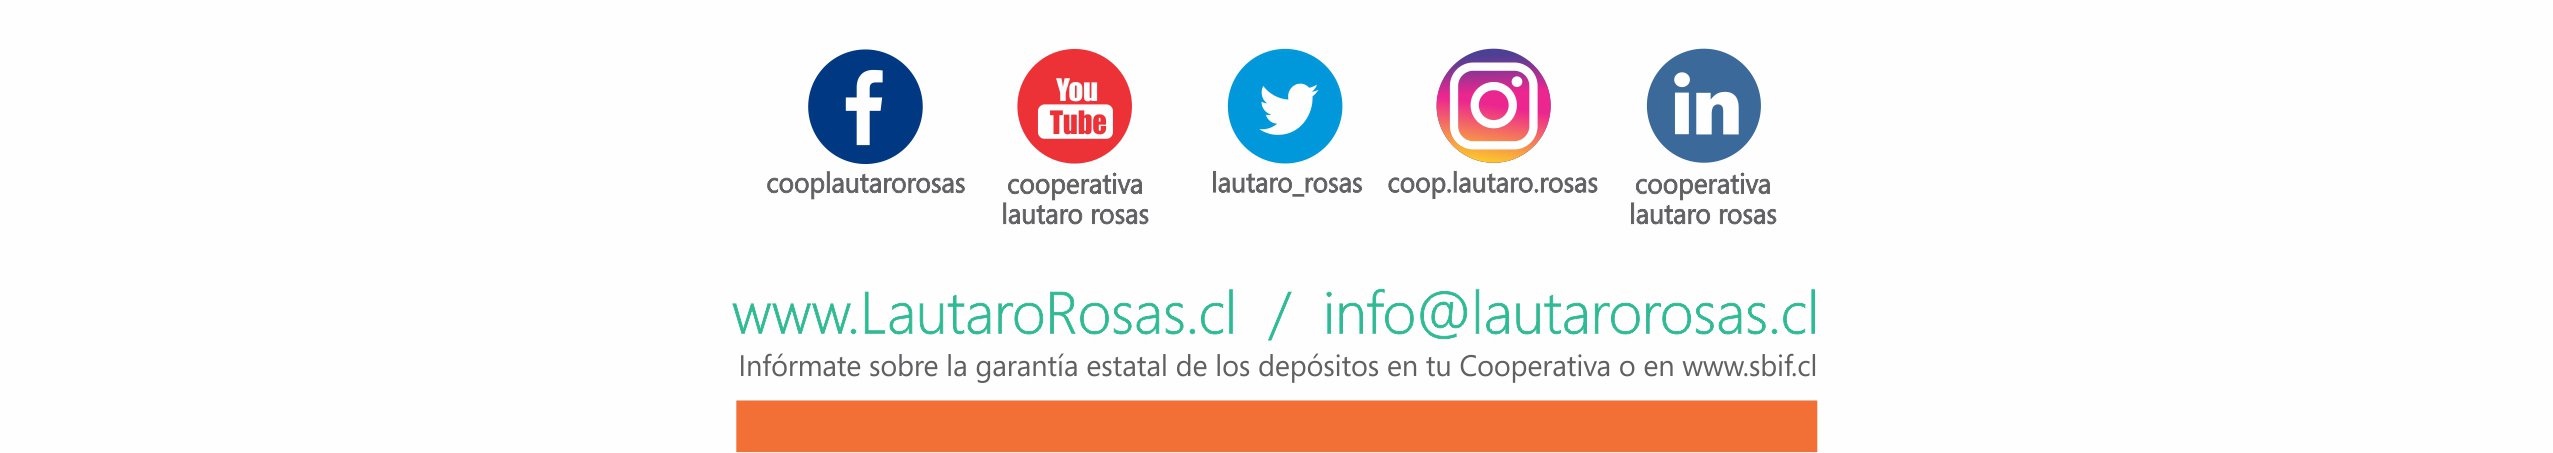 f
You
Tube
in
cooplautarorosas
cooperativa
lautaro rosas
lautaro_rosas
coop.lautaro.rosas
cooperativa
lautaro rosas
www.LautaroRosas.cl / info@lautarorosas.cl
Infórmate sobre la garantía estatal de los depósitos en tu Cooperativa o en www.sbif.cl